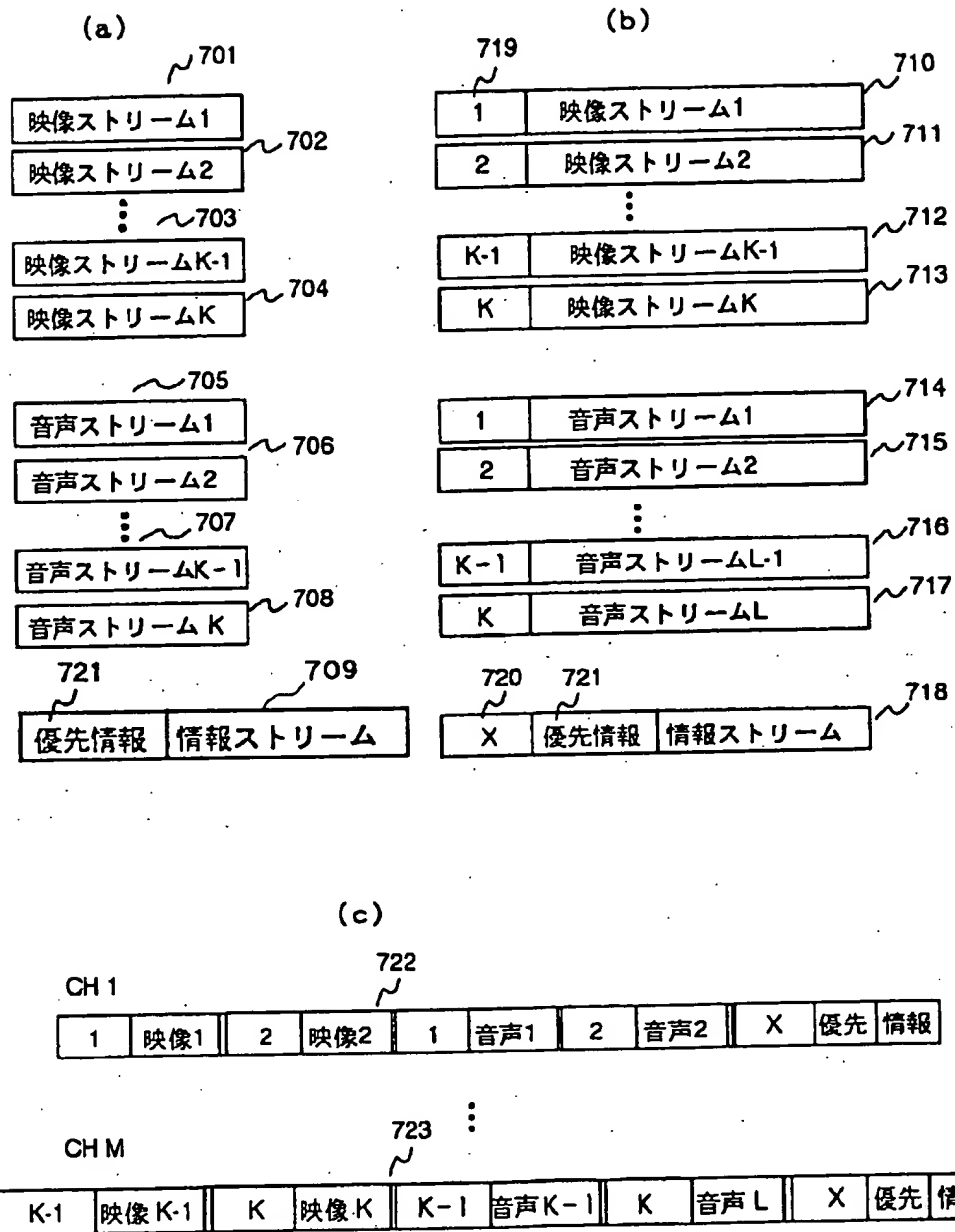 (a)
701
映像ストリーム1
702
映像ストリーム2
703
映像ストリームK-1
704
映像ストリームK
705
音声ストリーム1
706
音声ストリーム2
707
音声ストリームK-1
708
音声ストリームK
721 709
優先情報 情報ストリーム
(b)
719 710
1 映像ストリーム1
711
2 映像ストリーム2
712
K-1 映像ストリームK-1
713
K 映像ストリームK
714
1 音声ストリーム1
715
2 音声ストリーム2
716
K-1 音声ストリームL-1
717
K 音声ストリームL
720 721 718
X 優先情報 情報ストリーム
(c)
CH 1 722
1 映像1 2 映像2 1 音声1 2 音声2 X 優先 情報
CH M 723
K-1 映像K-1 K 映像K K-1 音声K-1 K 音声L X 優先